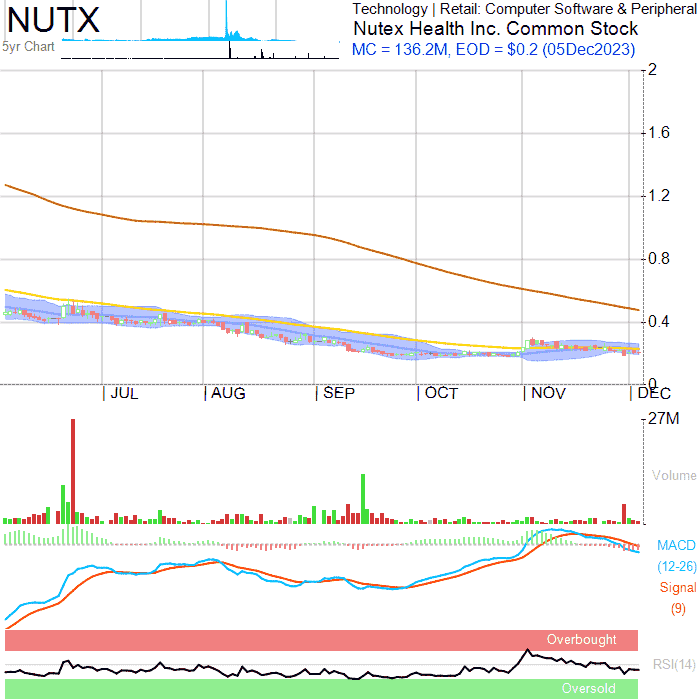 NUTX
5yr Chart
Technology | Retail: Computer Software & Peripheral
Nutex Health Inc. Common Stock
MC = 136.2M, EOD = $0.2 (05Dec2023)
2
1.6
1.2
0.8
0.4
0
JUL AUG SEP OCT NOV DEC
27M
Volume
MACD
(12-26)
Signal
(9)
Overbought
RSI(14)
Oversold